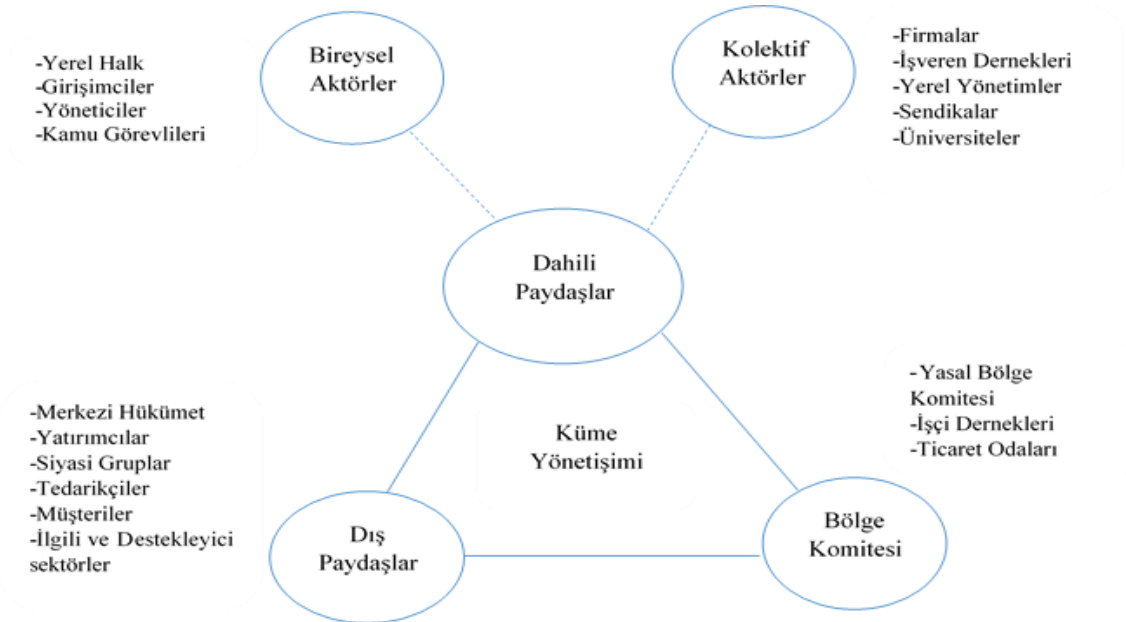 Bireysel
Aktörler
-Yerel Halk
-Girişimciler
-Yöneticiler
-Kamu Görevlileri
Kolektif
Aktörler
-Firmalar
-İşveren Dernekleri
-Yerel Yönetimler
-Sendikalar
-Üniversiteler
Dahili
Paydaşlar
Küme
Yönetişimi
-Merkezi Hükümet
-Yatırımcılar
-Siyasi Gruplar
-Tedarikçiler
-Müşteriler
-İlgili ve Destekleyici
sektörler
Dış
Paydaşlar
-Yasal Bölge
Komitesi
-İşçi Dernekleri
-Ticaret Odaları
Bölge
Komitesi